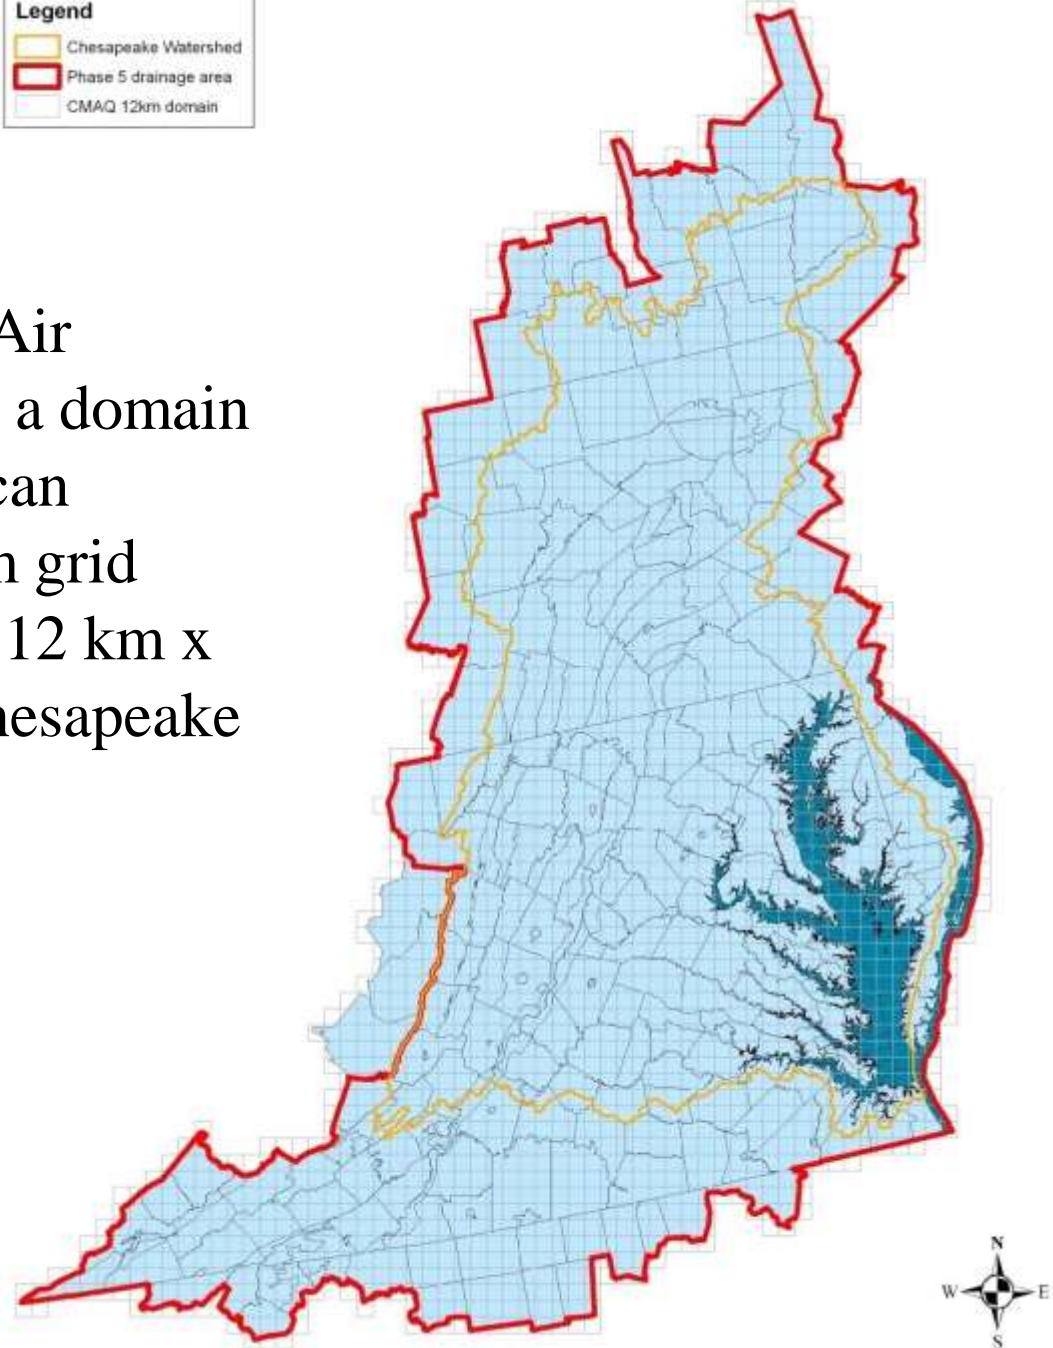 Legend
Chesapeake Watershed
Phase 5 drainage area
CMAQ 12km domain
Air
a domain
can
grid
12 km x
hesapeake
N
W E
S